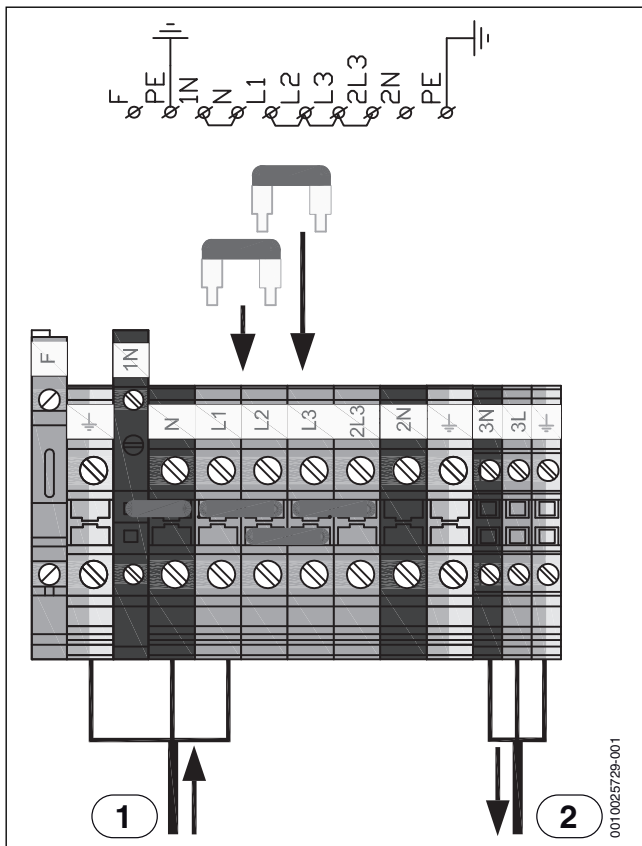 F PE 1N N L1 L2 L3 2L3 2N PE
F 1N
N L1 L2 L3 2L3 2N 3N 3L
1 2
0010025729-001